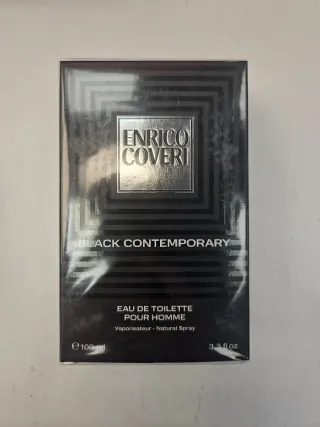 ENRICO
COVERI
BLACK CONTEMPORARY
EAU DE TOILETTE
POUR HOMME
Vaporisateur - Natural Spray
℮ 100 ml 3.3 fl oz